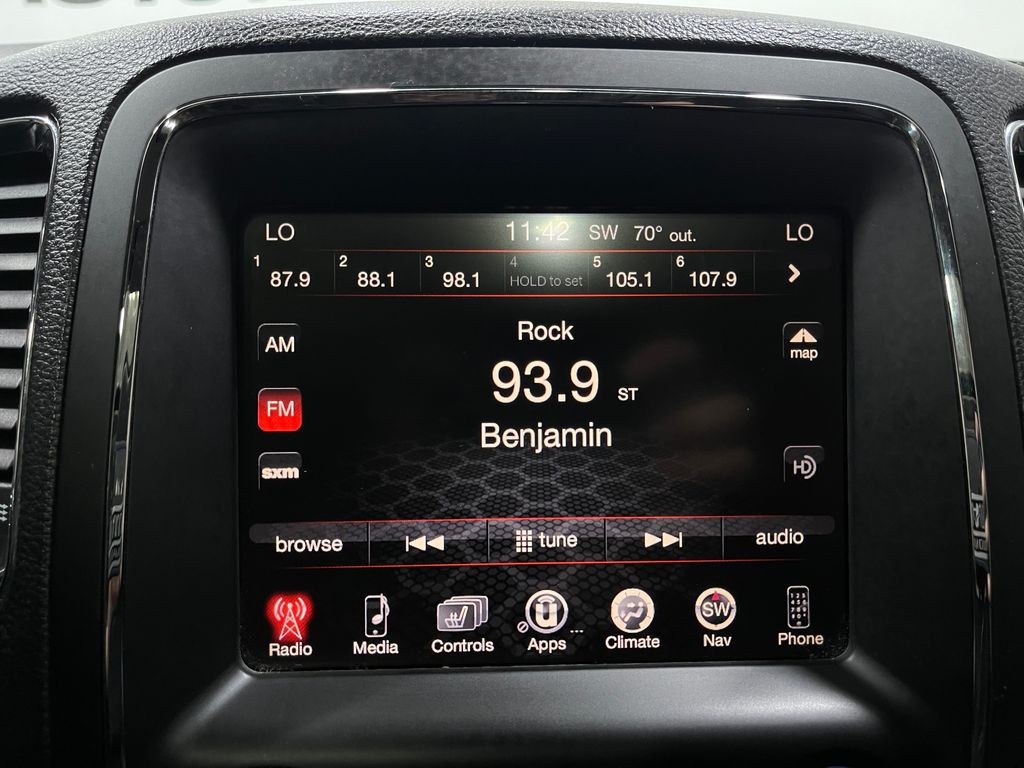 LO 11:42 SW 70° out. LO
1 87.9 2 88.1 3 98.1 4 HOLD to set 5 105.1 6 107.9
Rock
AM
map
93.9 ST
FM
Benjamin
sxm
HD
browse tune audio
SW
Radio Media Controls Apps Climate Nav Phone